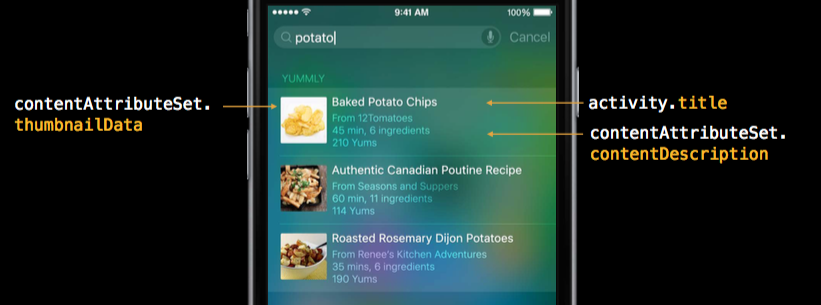 9:41 AM
100%
potato
Cancel
YUMMLY
contentAttributeSet.
thumbnailData
Baked Potato Chips
From 12Tomatoes
45 min, 6 ingredients
210 Yums
activity.title
contentAttributeSet.
contentDescription
Authentic Canadian Poutine Recipe
From Seasons and Suppers
60 min, 11 ingredients
114 Yums
Roasted Rosemary Dijon Potatoes
From Renee's Kitchen Adventures
35 mins, 6 ingredients
190 Yums